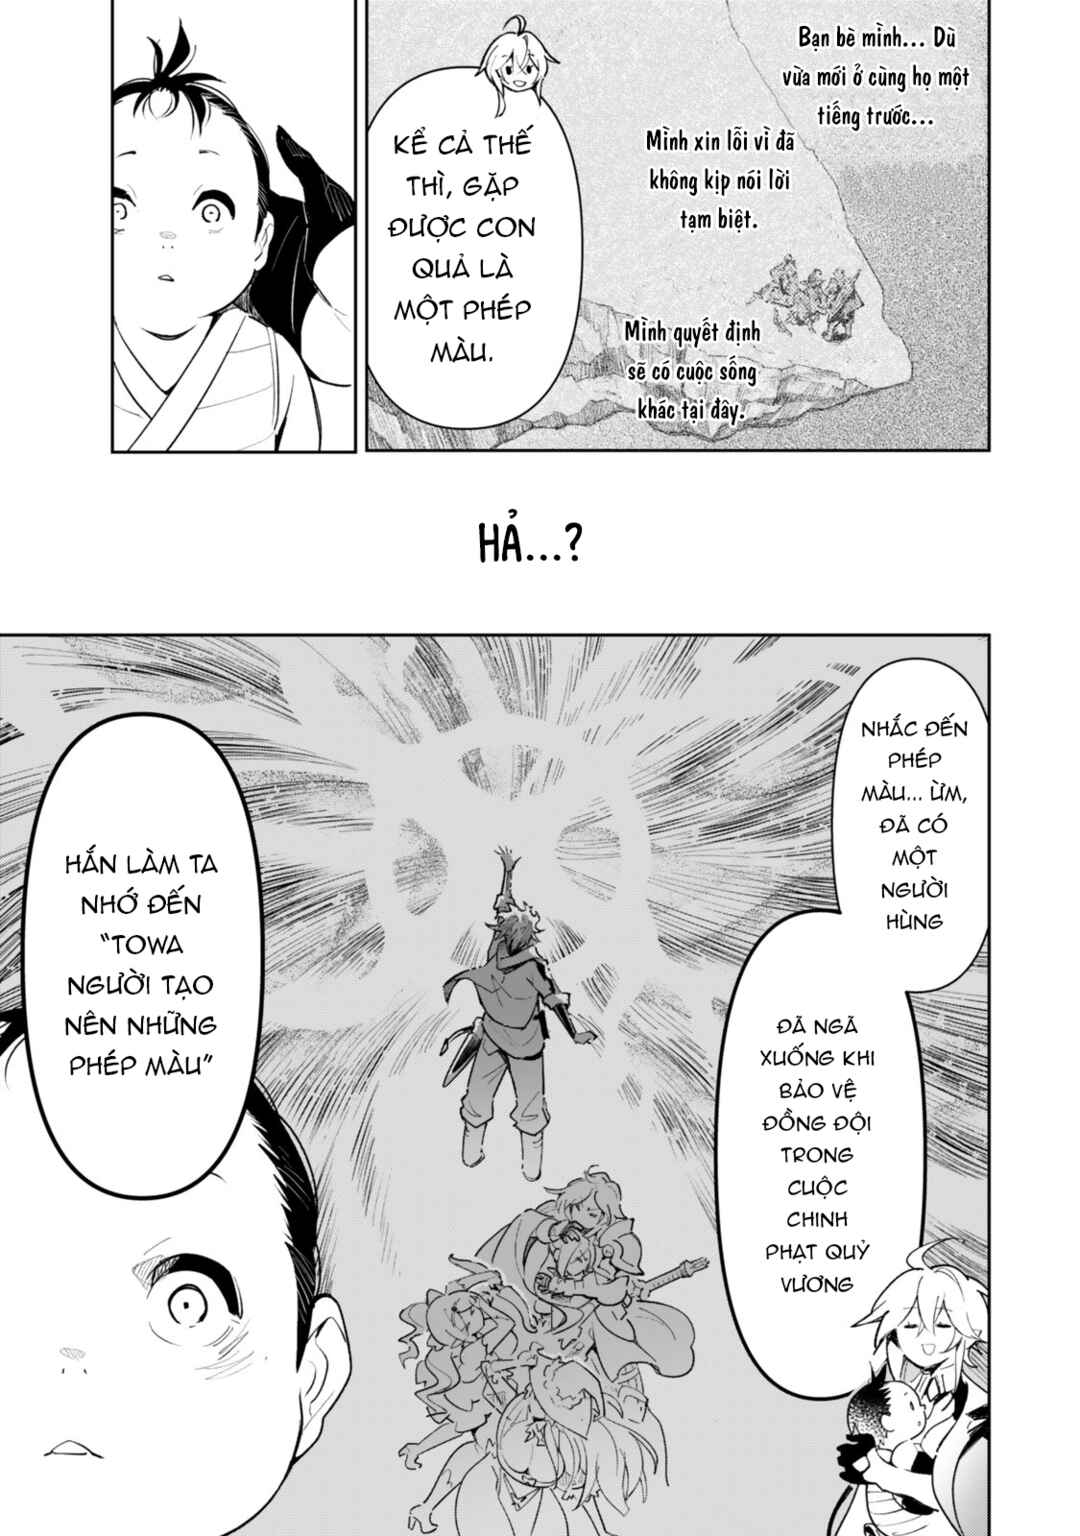 Bạn bè mình... Dù
vừa mới ở cùng họ một
tiếng trước...
Mình xin lỗi vì đã
không kịp nói lời
tạm biệt.
Mình quyết định
sẽ có cuộc sống
khác tại đây.
KỂ CẢ THẾ
THÌ, GẶP
ĐƯỢC CON
QUẢ LÀ
MỘT PHÉP
MÀU.
HẢ...?
NHẮC ĐẾN
PHÉP
MÀU... ỪM,
ĐÃ CÓ
MỘT
NGƯỜI
HÙNG
ĐÃ NGÃ
XUỐNG KHI
BẢO VỆ
ĐỒNG ĐỘI
TRONG
CUỘC
CHINH
PHẠT QUỶ
VƯƠNG
HẮN LÀM TA
NHỚ ĐẾN
"TOWA
NGƯỜI TẠO
NÊN NHỮNG
PHÉP MÀU"